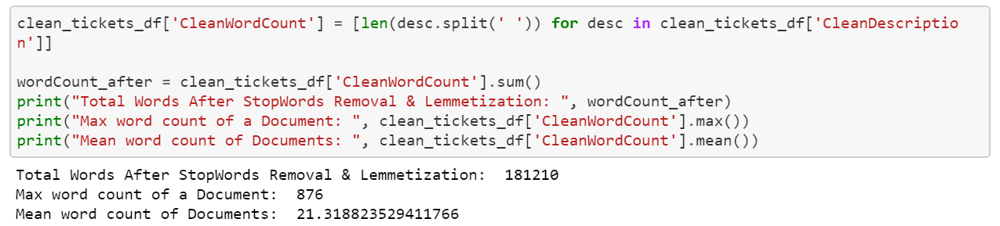 clean_tickets_df['CleanWordCount'] = [len(desc.split(' ')) for desc in clean_tickets_df['CleanDescriptio
n']]
wordCount_after = clean_tickets_df['CleanWordCount'].sum()
print("Total Words After StopWords Removal & Lemmetization: ", wordCount_after)
print("Max word count of a Document: ", clean_tickets_df['CleanWordCount'].max())
print("Mean word count of Documents: ", clean_tickets_df['CleanWordCount'].mean())
Total Words After StopWords Removal & Lemmetization:  181210
Max word count of a Document:  876
Mean word count of Documents:  21.318823529411766